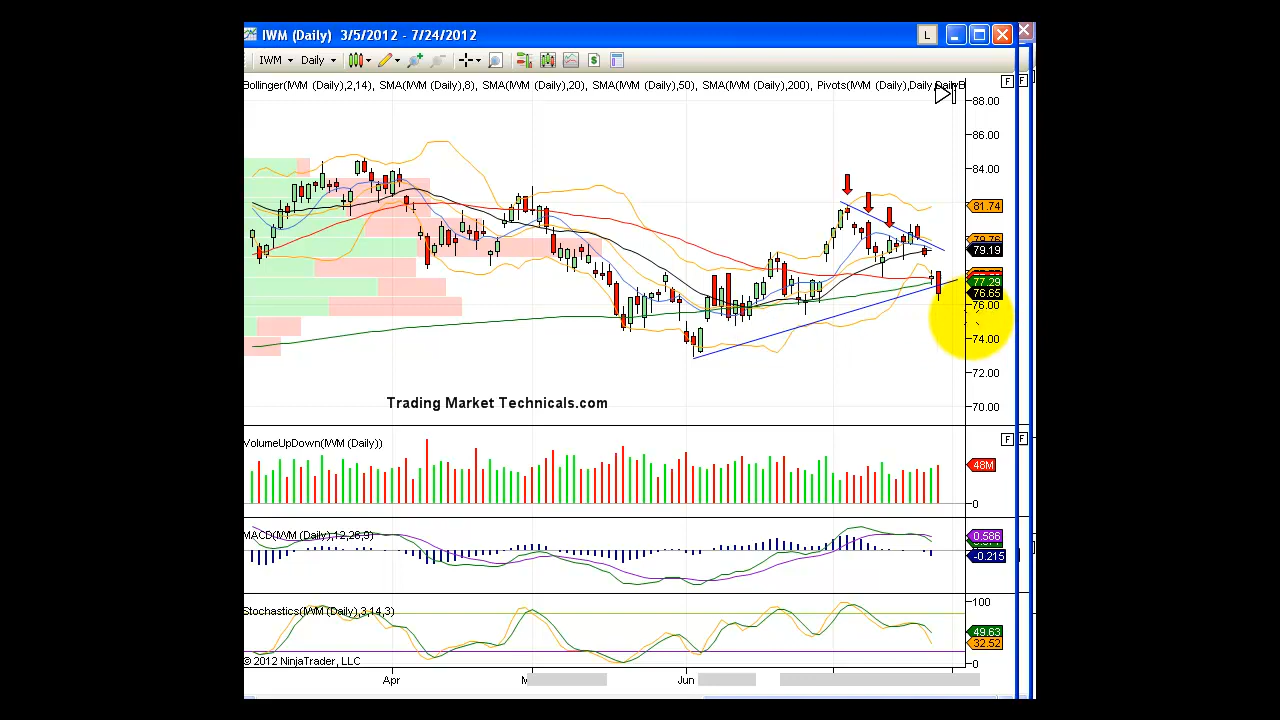 IWM (Daily) 3/5/2012 - 7/24/2012
L
IWM Daily
Bollinger(IWM (Daily),2,14), SMA(IWM (Daily),8), SMA(IWM (Daily),20), SMA(IWM (Daily),50), SMA(IWM (Daily),200), Pivots(IWM (Daily),Daily,DailyB
F F
88.00
86.00
84.00
81.74
79.19
77.29
76.65
76.00
74.00
72.00
70.00
Trading Market Technicals.com
VolumeUpDown(IWM (Daily))
F F
48M
0
MACD(IWM (Daily),12,26,9)
0.586
-0.215
Stochastics(IWM (Daily),3,14,3)
100
49.63
32.52
0
© 2012 NinjaTrader, LLC
Apr Jun